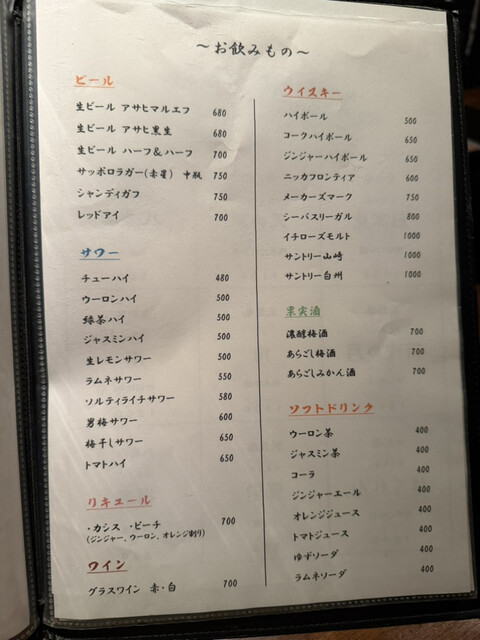 ～お飲みもの～
ビール
生ビール アサヒマルエフ 680
生ビール アサヒ黒生 680
生ビール ハーフ＆ハーフ 700
サッポロラガー(赤星) 中瓶 750
シャンディガフ 750
レッドアイ 700
サワー
チューハイ 480
ウーロンハイ 500
緑茶ハイ 500
ジャスミンハイ 500
生レモンサワー 500
ラムネサワー 550
ソルティライチサワー 580
男梅サワー 600
梅干しサワー 650
トマトハイ 650
リキュール
・カシス ・ピーチ 700
(ジンジャー、ウーロン、オレンジ割り)
ワイン
グラスワイン 赤・白 700
ウイスキー
ハイボール 500
コークハイボール 650
ジンジャーハイボール 650
ニッカフロンティア 600
メーカーズマーク 750
シーバスリーガル 800
イチローズモルト 1000
サントリー山崎 1000
サントリー白州 1000
果実酒
濃醇梅酒 700
あらごし梅酒 700
あらごしみかん酒 700
ソフトドリンク
ウーロン茶 400
ジャスミン茶 400
コーラ 400
ジンジャーエール 400
オレンジジュース 400
トマトジュース 400
ゆずソーダ 400
ラムネソーダ 400